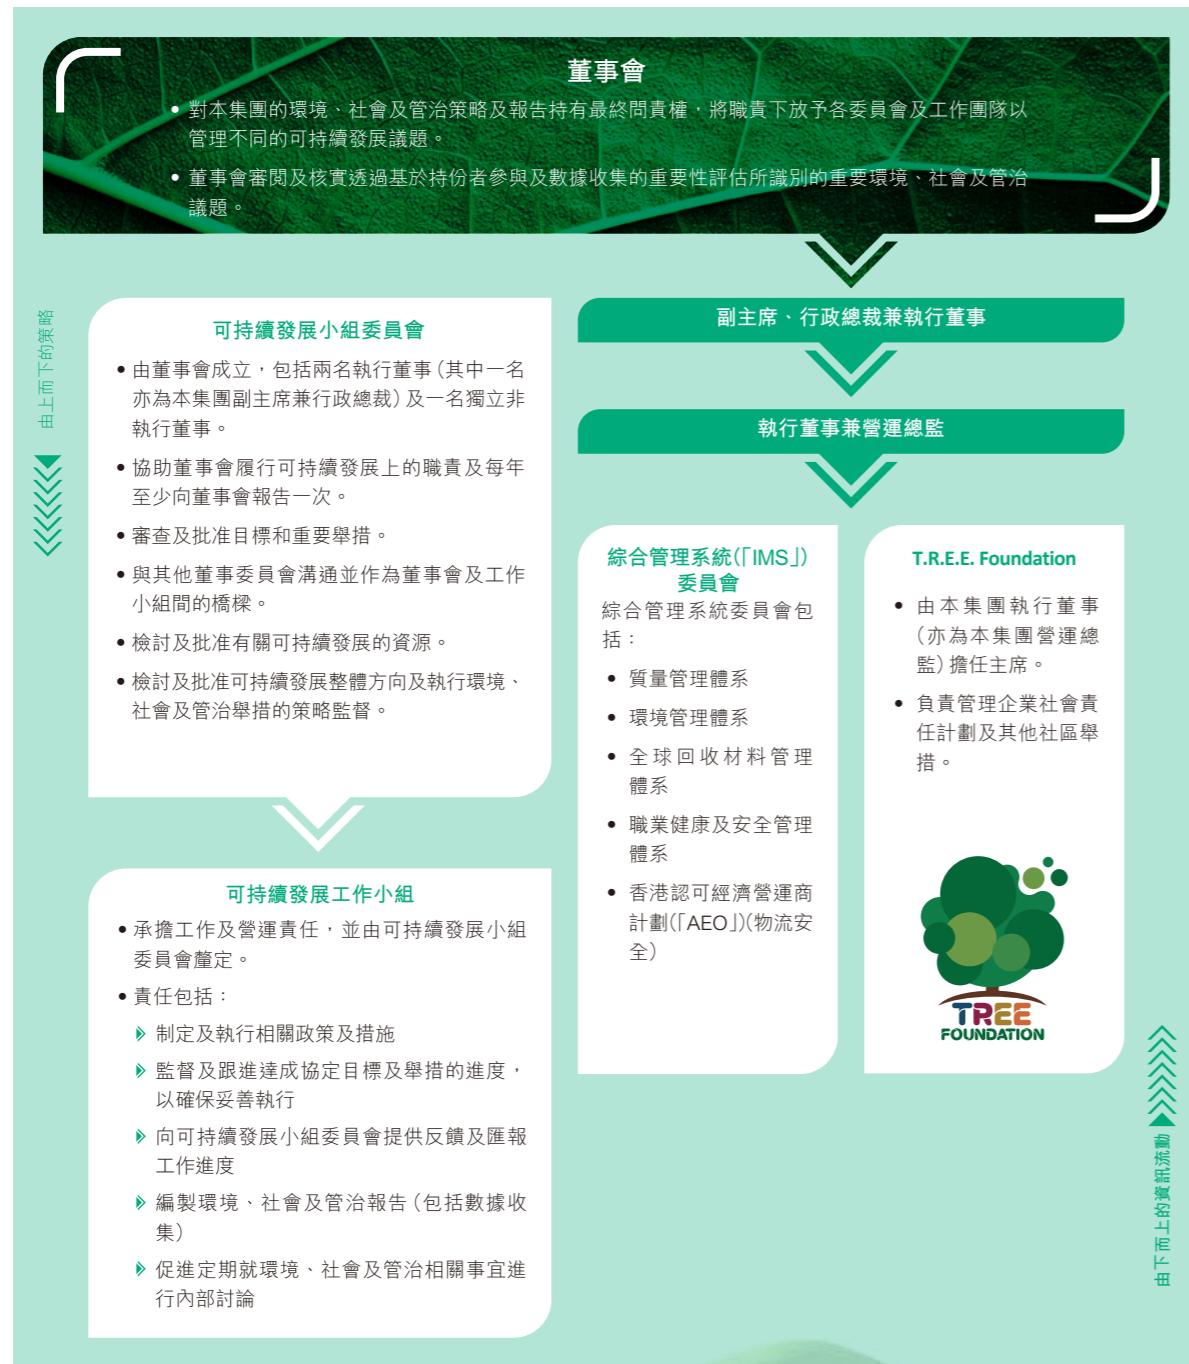 董事會
• 對本集團的環境、社會及管治策略及報告持有最終問責權，將職責下放予各委員會及工作團隊以
管理不同的可持續發展議題。
• 董事會審閱及核實透過基於持份者參與及數據收集的重要性評估所識別的重要環境、社會及管治
議題。
由上而下的策略
可持續發展小組委員會
• 由董事會成立，包括兩名執行董事（其中一名
亦為本集團副主席兼行政總裁）及一名獨立非
執行董事。
• 協助董事會履行可持續發展上的職責及每年
至少向董事會報告一次。
• 審查及批准目標和重要舉措。
• 與其他董事委員會溝通並作為董事會及工作
小組間的橋樑。
• 檢討及批准有關可持續發展的資源。
• 檢討及批准可持續發展整體方向及執行環境、
社會及管治舉措的策略監督。
可持續發展工作小組
• 承擔工作及營運責任，並由可持續發展小組
委員會釐定。
• 責任包括：
制定及執行相關政策及措施
監督及跟進達成協定目標及舉措的進度，
以確保妥善執行
向可持續發展小組委員會提供反饋及匯報
工作進度
編製環境、社會及管治報告（包括數據收
集）
促進定期就環境、社會及管治相關事宜進
行內部討論
副主席、行政總裁兼執行董事
執行董事兼營運總監
綜合管理系統(「IMS」)
委員會
綜合管理系統委員會包
括：
• 質量管理體系
• 環境管理體系
• 全球回收材料管理
體系
• 職業健康及安全管理
體系
• 香港認可經濟營運商
計劃(「AEO」)(物流安
全）
T.R.E.E. Foundation
• 由本集團執行董事
（亦為本集團營運總
監）擔任主席。
• 負責管理企業社會責
任計劃及其他社區舉
措。
TREE
FOUNDATION
由下而上的資訊流動